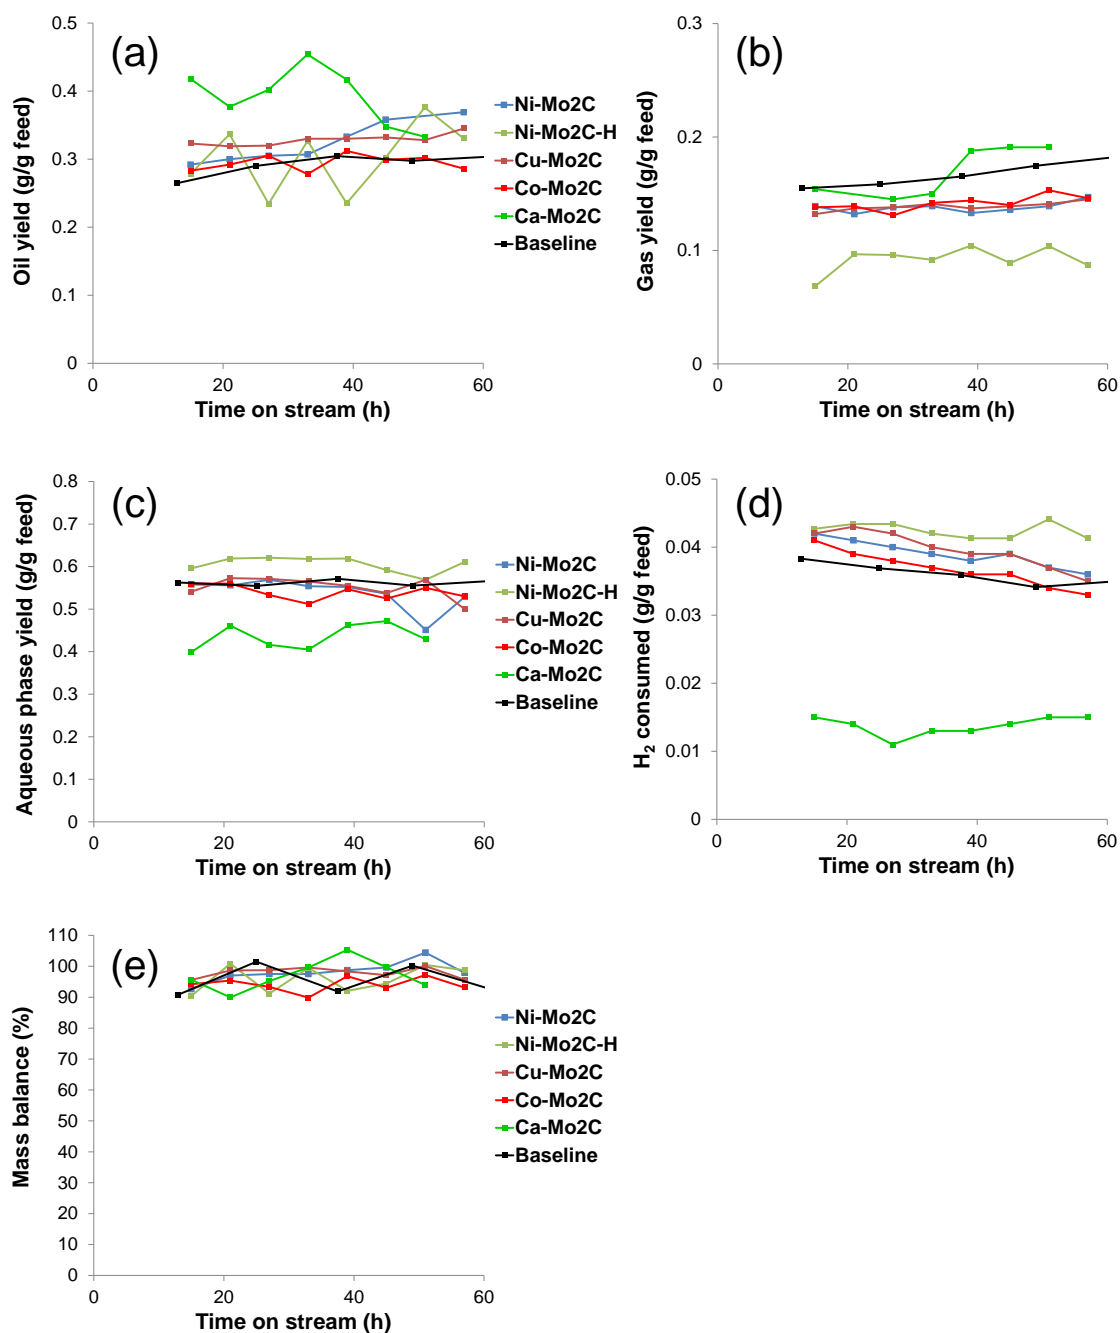 (a)
Oil yield (g/g feed)
0.5
0.4
0.3
0.2
0.1
0
0
20
40
60
Time on stream (h)
Ni-Mo2C
Ni-Mo2C-H
Cu-Mo2C
Co-Mo2C
Ca-Mo2C
Baseline
(b)
Gas yield (g/g feed)
0.3
0.2
0.1
0
0
20
40
60
Time on stream (h)
(c)
Aqueous phase yield (g/g feed)
0.8
0.7
0.6
0.5
0.4
0.3
0.2
0.1
0
0
20
40
60
Time on stream (h)
Ni-Mo2C
Ni-Mo2C-H
Cu-Mo2C
Co-Mo2C
Ca-Mo2C
Baseline
(d)
H₂ consumed (g/g feed)
0.05
0.04
0.03
0.02
0.01
0
0
20
40
60
Time on stream (h)
(e)
Mass balance (%)
110
100
90
80
70
60
50
40
30
20
10
0
0
20
40
60
Time on stream (h)
Ni-Mo2C
Ni-Mo2C-H
Cu-Mo2C
Co-Mo2C
Ca-Mo2C
Baseline